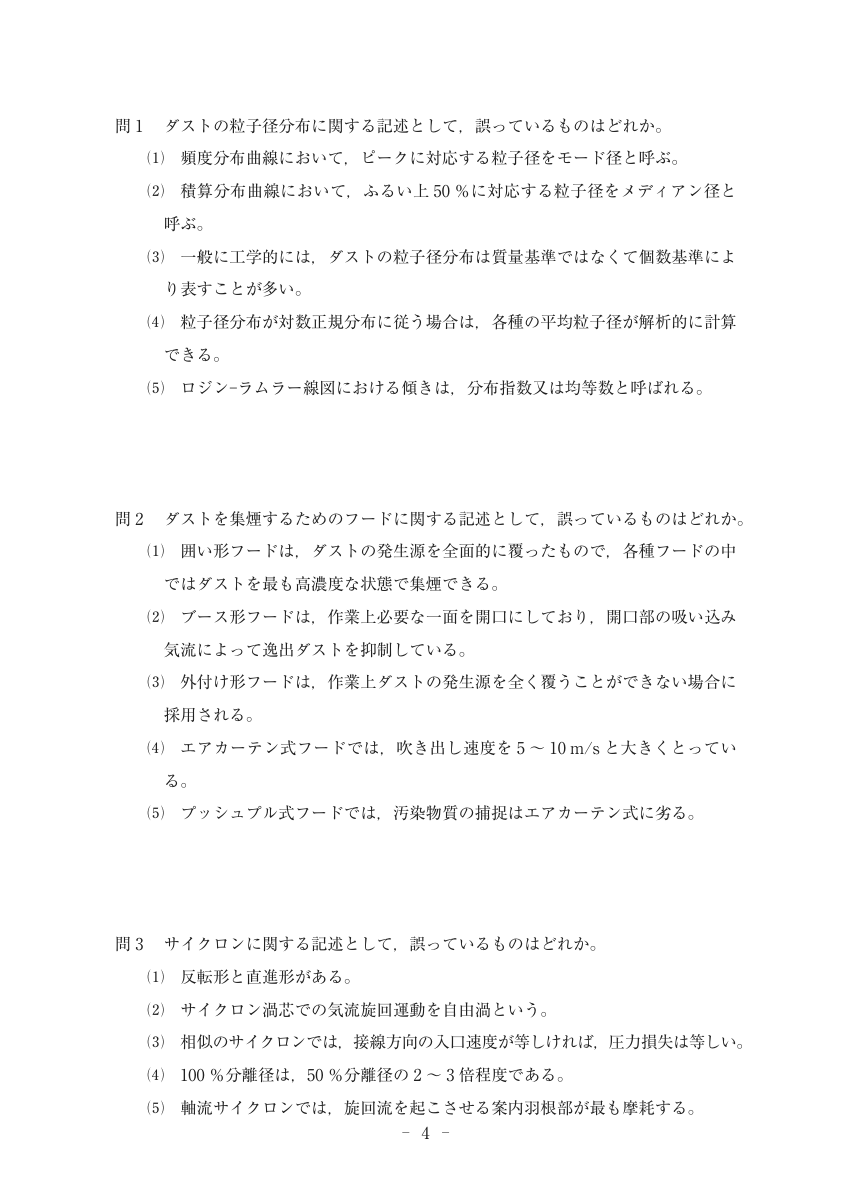 問1 ダストの粒子径分布に関する記述として，誤っているものはどれか。
⑴ 頻度分布曲線において，ピークに対応する粒子径をモード径と呼ぶ。
⑵ 積算分布曲線において，ふるい上 50 %に対応する粒子径をメディアン径と
呼ぶ。
⑶ 一般に工学的には，ダストの粒子径分布は質量基準ではなくて個数基準によ
り表すことが多い。
⑷ 粒子径分布が対数正規分布に従う場合は，各種の平均粒子径が解析的に計算
できる。
⑸ ロジン-ラムラー線図における傾きは，分布指数又は均等数と呼ばれる。
問2 ダストを集煙するためのフードに関する記述として，誤っているものはどれか。
⑴ 囲い形フードは，ダストの発生源を全面的に覆ったもので，各種フードの中
ではダストを最も高濃度な状態で集煙できる。
⑵ ブース形フードは，作業上必要な一面を開口にしており，開口部の吸い込み
気流によって逸出ダストを抑制している。
⑶ 外付け形フードは，作業上ダストの発生源を全く覆うことができない場合に
採用される。
⑷ エアカーテン式フードでは，吹き出し速度を 5 ～ 10 m/s と大きくとってい
る。
⑸ プッシュプル式フードでは，汚染物質の捕捉はエアカーテン式に劣る。
問3 サイクロンに関する記述として，誤っているものはどれか。
⑴ 反転形と直進形がある。
⑵ サイクロン渦芯での気流旋回運動を自由渦という。
⑶ 相似のサイクロンでは，接線方向の入口速度が等しければ，圧力損失は等しい。
⑷ 100 %分離径は，50 %分離径の 2 ～ 3 倍程度である。
⑸ 軸流サイクロンでは，旋回流を起こさせる案内羽根部が最も摩耗する。
- 4 -